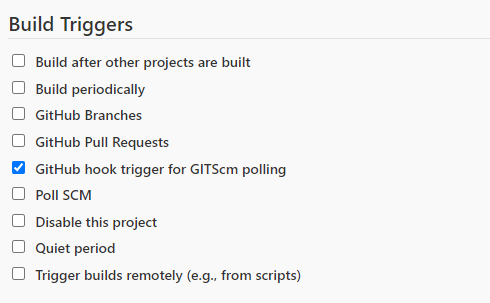 Build Triggers
Build after other projects are built
Build periodically
GitHub Branches
GitHub Pull Requests
GitHub hook trigger for GITScm polling
Poll SCM
Disable this project
Quiet period
Trigger builds remotely (e.g., from scripts)